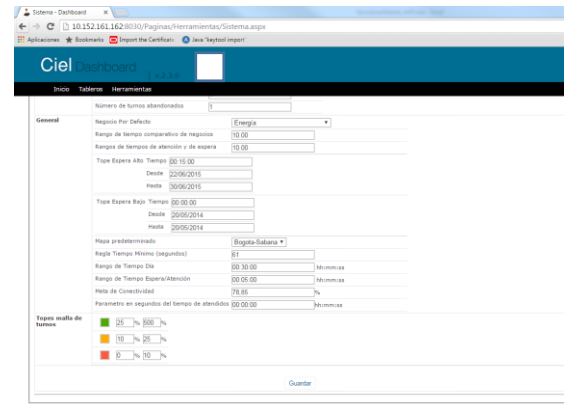 Sistema - Dashboard
10.152.161.162:8030/Paginas/Herramientas/Sistema.aspx
Aplicaciones Bookmarks Import the Certificat Java "keytool import"
Ciel Dashboard
Inicio Tableros Herramientas
Número de turnos abandonados 1
General
Negocio Por Defecto Energía
Rango de tiempo comparativo de negocios 10.00
Rangos de tiempos de atención y de espera 10.00
Tope Espera Alto Tiempo 00:15:00
Desde 22/06/2015
Hasta 30/06/2015
Tope Espera Bajo Tiempo 00:00:00
Desde 20/05/2014
Hasta 20/05/2014
Mapa predeterminado Bogota-Sabana
Regla Tiempo Mínimo (segundos) 61
Rango de Tiempo Día 00:30:00 hh:mm:ss
Rango de Tiempo Espera/Atención 00:05:00 hh:mm:ss
Meta de Conectividad 78.85 %
Parametro en segundos del tiempo de atendidos 00:00:00 hh:mm:ss
Topes malla de turnos
25 % 500 %
10 % 25 %
0 % 10 %
Guardar